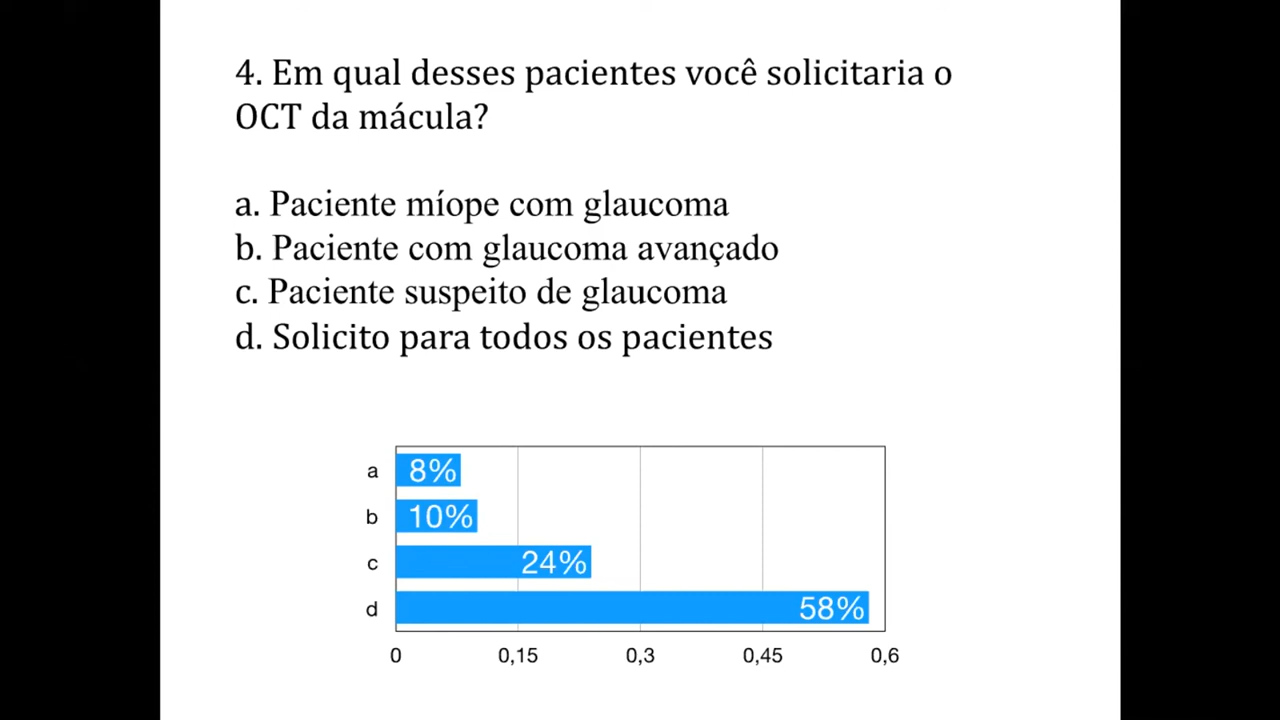 4. Em qual desses pacientes você solicitaria o
OCT da mácula?
a. Paciente míope com glaucoma
b. Paciente com glaucoma avançado
c. Paciente suspeito de glaucoma
d. Solicito para todos os pacientes
a 8%
b 10%
c 24%
d 58%
0 0,15 0,3 0,45 0,6